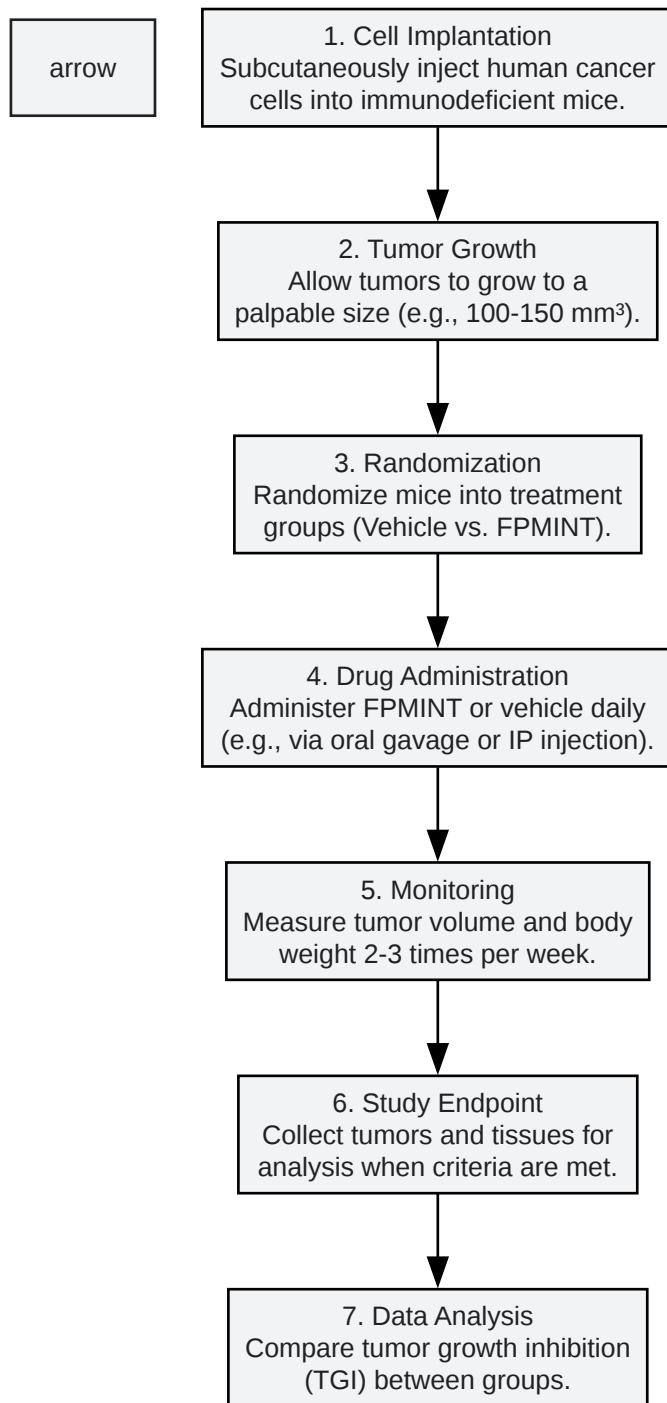 arrow
1. Cell Implantation
Subcutaneously inject human cancer
cells into immunodeficient mice.
2. Tumor Growth
Allow tumors to grow to a
palpable size (e.g., 100-150 mm³).
3. Randomization
Randomize mice into treatment
groups (Vehicle vs. FPMINT).
4. Drug Administration
Administer FPMINT or vehicle daily
(e.g., via oral gavage or IP injection).
5. Monitoring
Measure tumor volume and body
weight 2-3 times per week.
6. Study Endpoint
Collect tumors and tissues for
analysis when criteria are met.
7. Data Analysis
Compare tumor growth inhibition
(TGI) between groups.